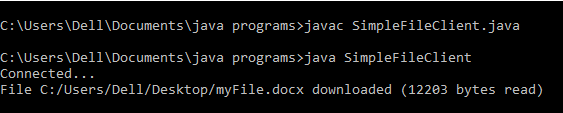 C:\Users\Dell\Documents\java programs>javac SimpleFileClient.java
C:\Users\Dell\Documents\java programs>java SimpleFileClient
Connected...
File C:/Users/Dell/Desktop/myFile.docx downloaded (12203 bytes read)